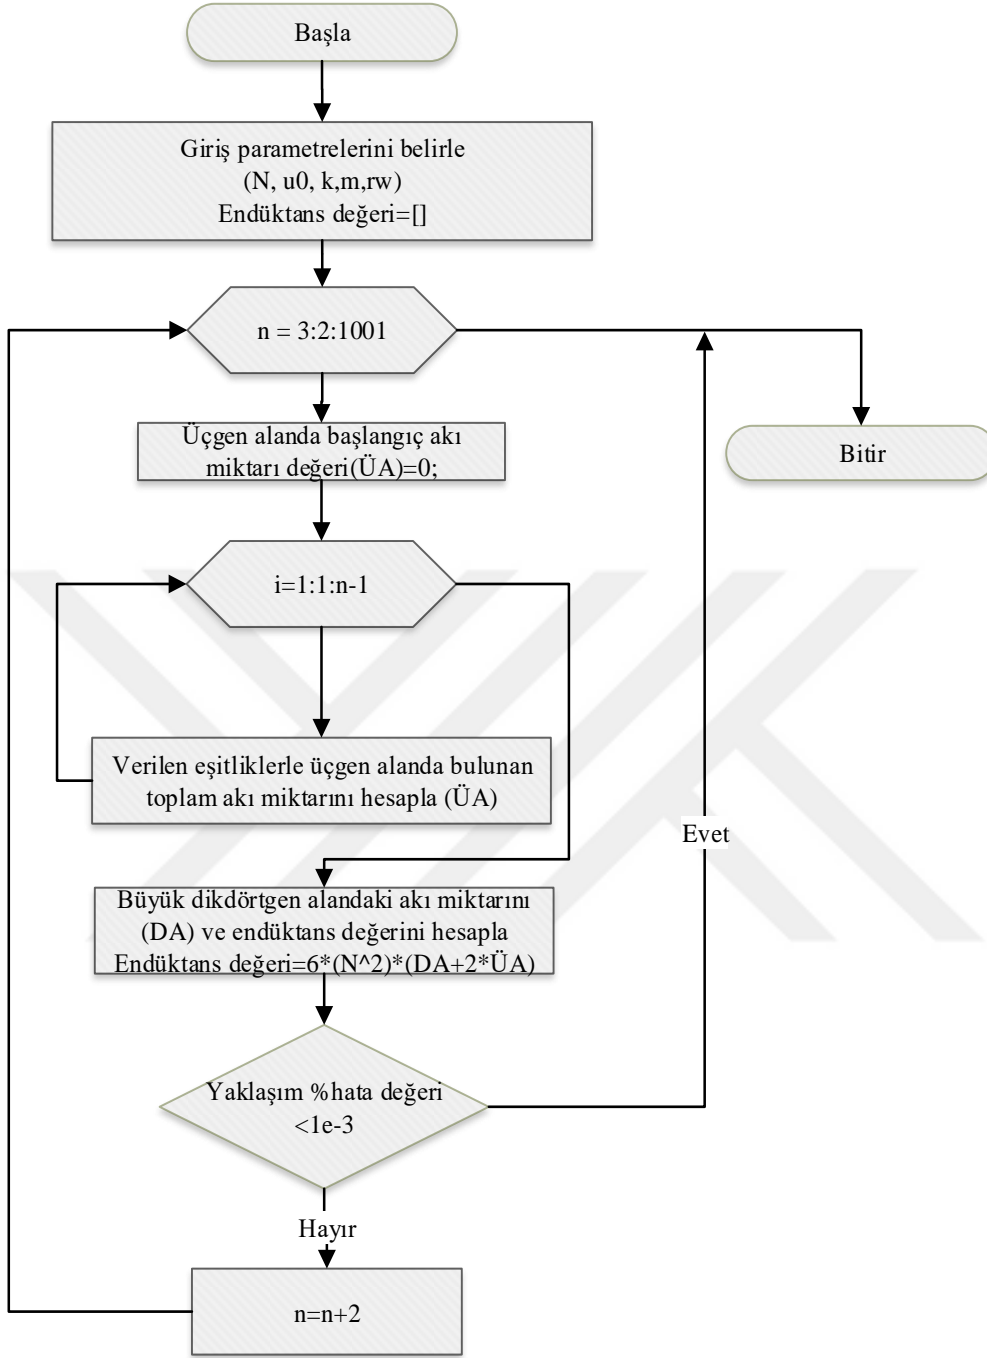 Başla
Giriş parametrelerini belirle
(N, u0, k,m,rw)
Endüktans değeri=[]
n = 3:2:1001
Üçgen alanda başlangıç akı
miktarı değeri(ÜA)=0;
Bitir
i=1:1:n-1
Verilen eşitliklerle üçgen alanda bulunan
toplam akı miktarını hesapla (ÜA)
Evet
Büyük dikdörtgen alandaki akı miktarını
(DA) ve endüktans değerini hesapla
Endüktans değeri=6*(N^2)*(DA+2*ÜA)
Yaklaşım %hata değeri
<1e-3
Hayır
n=n+2